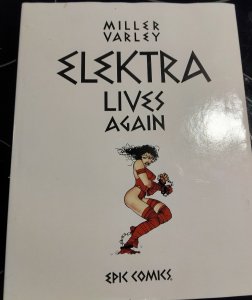 MILLER
VARLEY
ELEKTRA
LIVES
AGAIN
EPIC COMICS